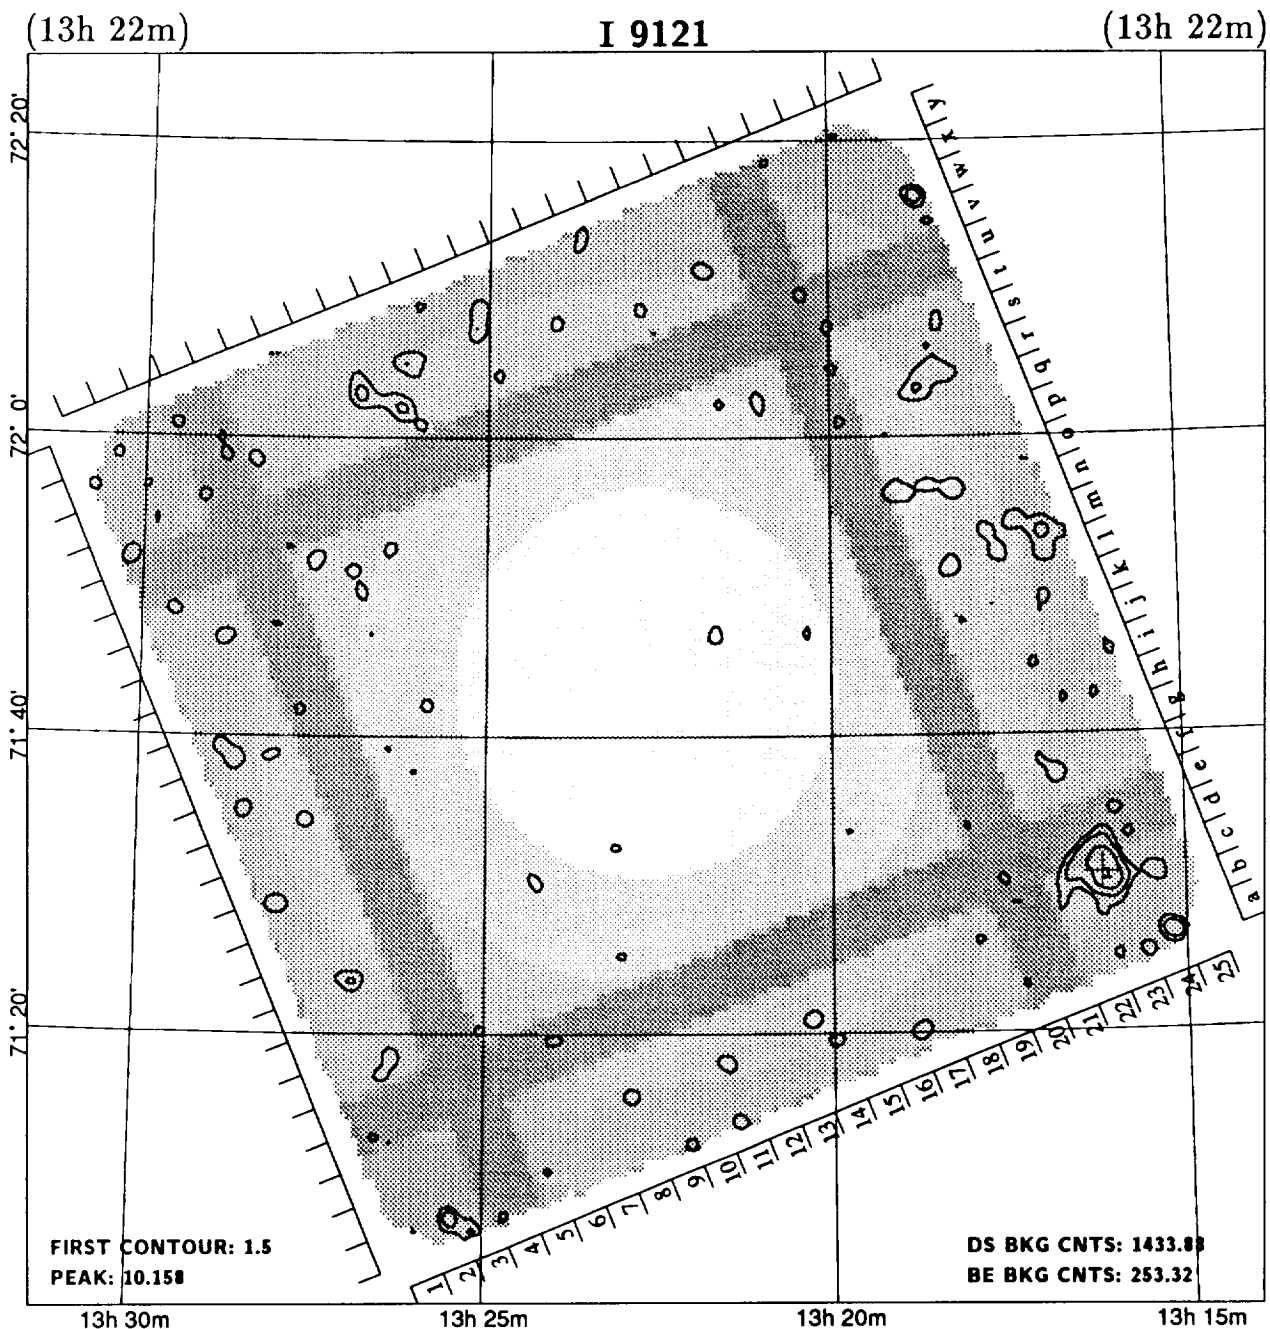 (13h 22m)
I 9121
(13h 22m)
72° 20'
72° 0'
71° 40'
71° 20'
a b c d e f g h i j k l m n o p q r s t u v w x y
1 2 3 4 5 6 7 8 9 10 11 12 13 14 15 16 17 18 19 20 21 22 23 24 25
FIRST CONTOUR: 1.5
PEAK: 10.158
DS BKG CNTS: 1433.88
BE BKG CNTS: 253.32
13h 30m
13h 25m
13h 20m
13h 15m